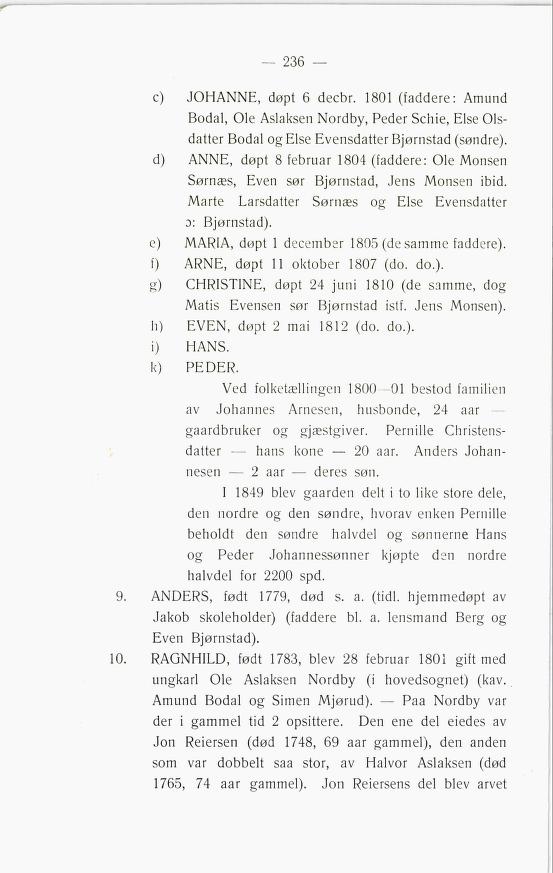 — 236 —
c) JOHANNE, døpt 6 decbr. 1801 (faddere: Amund
Bodal, Ole Aslaksen Nordby, Peder Schie, Else Ols-
datter Bodal og Else Evensdatter Bjørnstad (søndre).
d) ANNE, døpt 8 februar 1804 (faddere: Ole Monsen
Sørnæs, Even sør Bjørnstad, Jens Monsen ibid.
Marte Larsdatter Sørnæs og Else Evensdatter
ɔ: Bjørnstad).
e) MARIA, døpt 1 december 1805 (de samme faddere).
f) ARNE, døpt 11 oktober 1807 (do. do.).
g) CHRISTINE, døpt 24 juni 1810 (de samme, dog
Matis Evensen sør Bjørnstad istf. Jens Monsen).
h) EVEN, døpt 2 mai 1812 (do. do.).
i) HANS.
k) PEDER.
Ved folketællingen 1800—01 bestod familien
av Johannes Arnesen, husbonde, 24 aar —
gaardbruker og gjæstgiver. Pernille Christens-
datter — hans kone — 20 aar. Anders Johan-
nesen — 2 aar — deres søn.
I 1849 blev gaarden delt i to like store dele,
den nordre og den søndre, hvorav enken Pernille
beholdt den søndre halvdel og sønnerne Hans
og Peder Johannessønner kjøpte den nordre
halvdel for 2200 spd.
9. ANDERS, født 1779, død s. a. (tidl. hjemmedøpt av
Jakob skoleholder) (faddere bl. a. lensmand Berg og
Even Bjørnstad).
10. RAGNHILD, født 1783, blev 28 februar 1801 gift med
ungkarl Ole Aslaksen Nordby (i hovedsognet) (kav.
Amund Bodal og Simen Mjørud). — Paa Nordby var
der i gammel tid 2 opsittere. Den ene del eiedes av
Jon Reiersen (død 1748, 69 aar gammel), den anden
som var dobbelt saa stor, av Halvor Aslaksen (død
1765, 74 aar gammel). Jon Reiersens del blev arvet